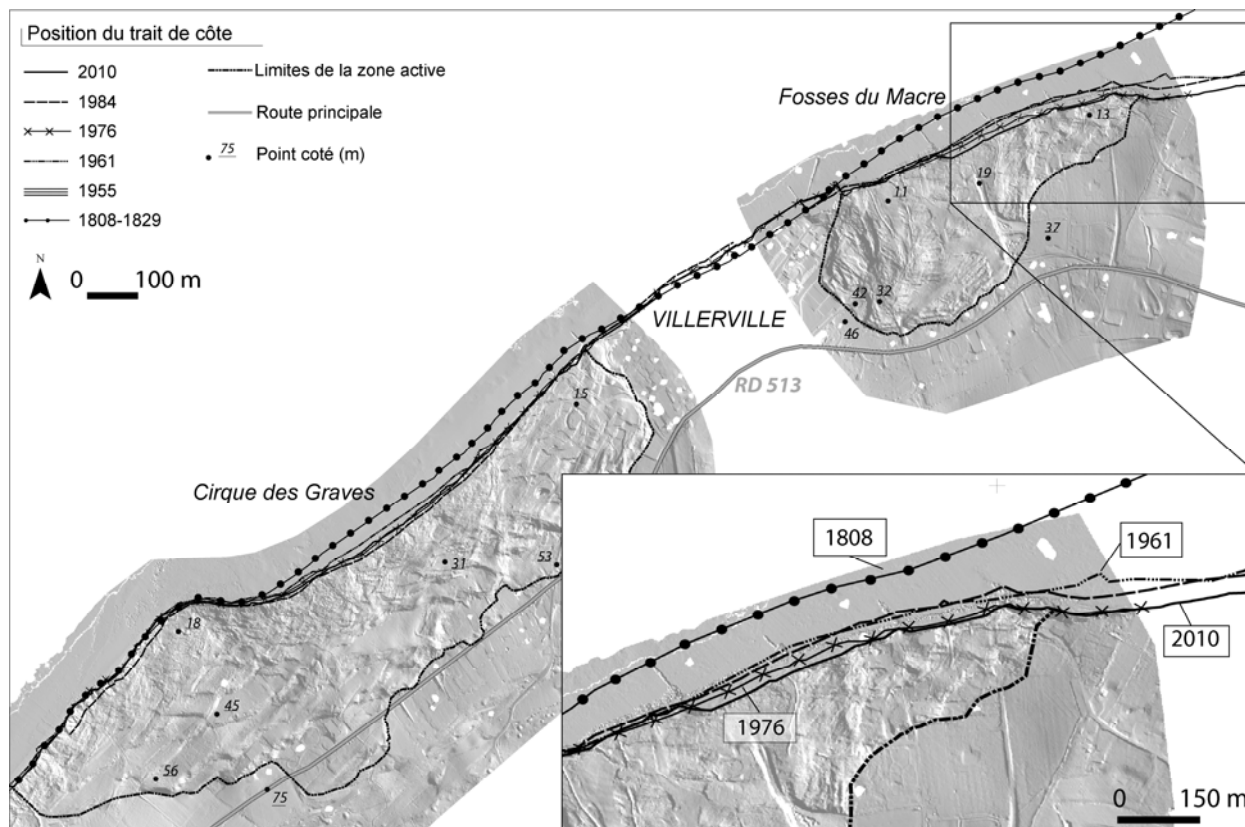 Position du trait de côte
2010
1984
1976
1961
1955
1808-1829
Limites de la zone active
Route principale
75 Point coté (m)
N
0 100 m
Fosses du Macre
13
19
11
37
42 32
46
VILLERVILLE
RD 513
15
Cirque des Graves
31
53
18
45
56
75
1808
1961
2010
1976
0 150 m